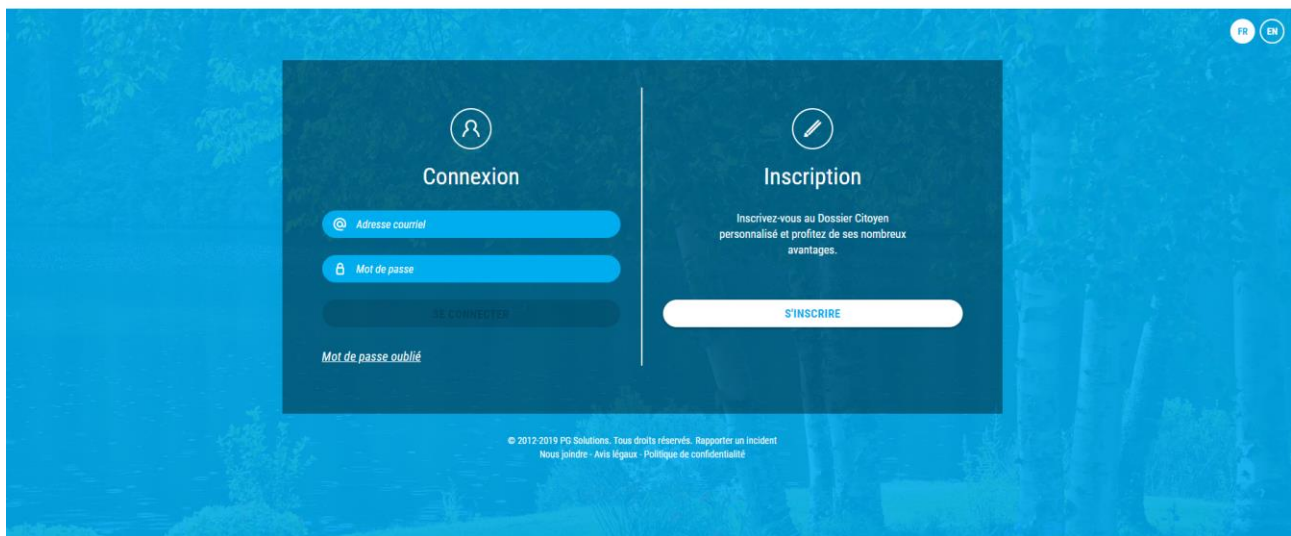 FR EN
Connexion
Adresse courriel
Mot de passe
SE CONNECTER
Mot de passe oublié
Inscription
Inscrivez-vous au Dossier Citoyen
personnalisé et profitez de ses nombreux
avantages.
S'INSCRIRE
© 2012-2019 PG Solutions. Tous droits réservés. Rapporter un incident
Nous joindre - Avis légaux - Politique de confidentialité